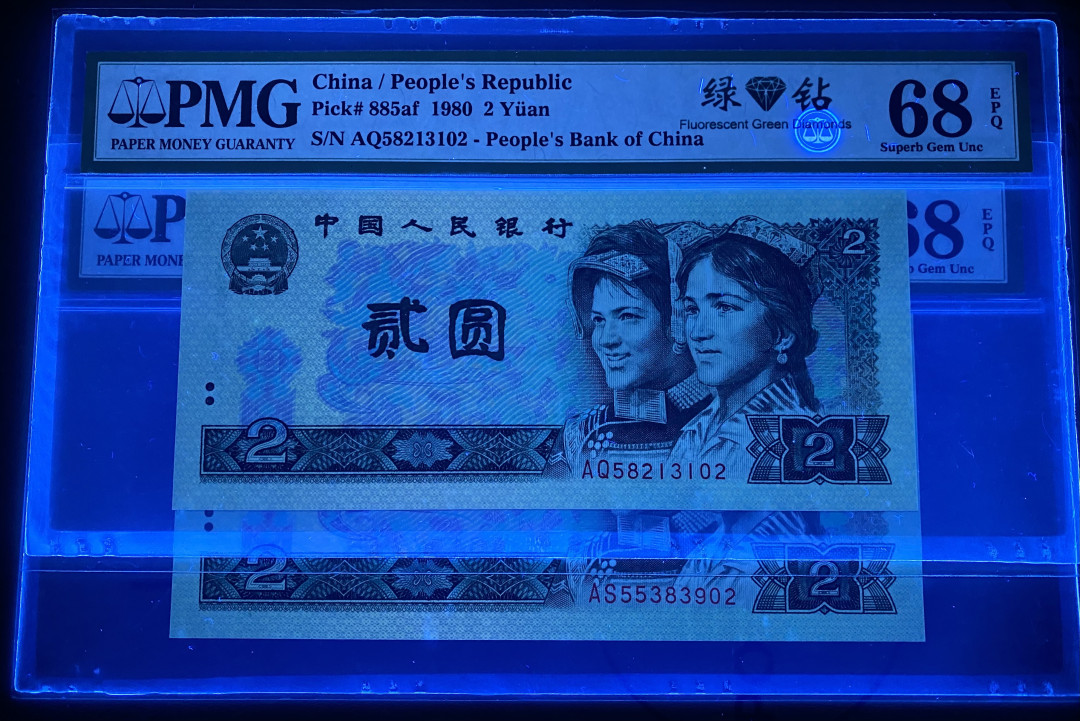 PMG
PAPER MONEY GUARANTY
China / People's Republic
Pick# 885af 1980 2 Yüan
S/N AQ58213102 - People's Bank of China
绿 钻
Fluorescent Green Diamonds
68
EPQ
Superb Gem Unc
P
PAPER MONE
68
EPQ
Gem Unc
中国人民银行
2
贰圆
2
AQ58213102
2
2
AS55383902
2